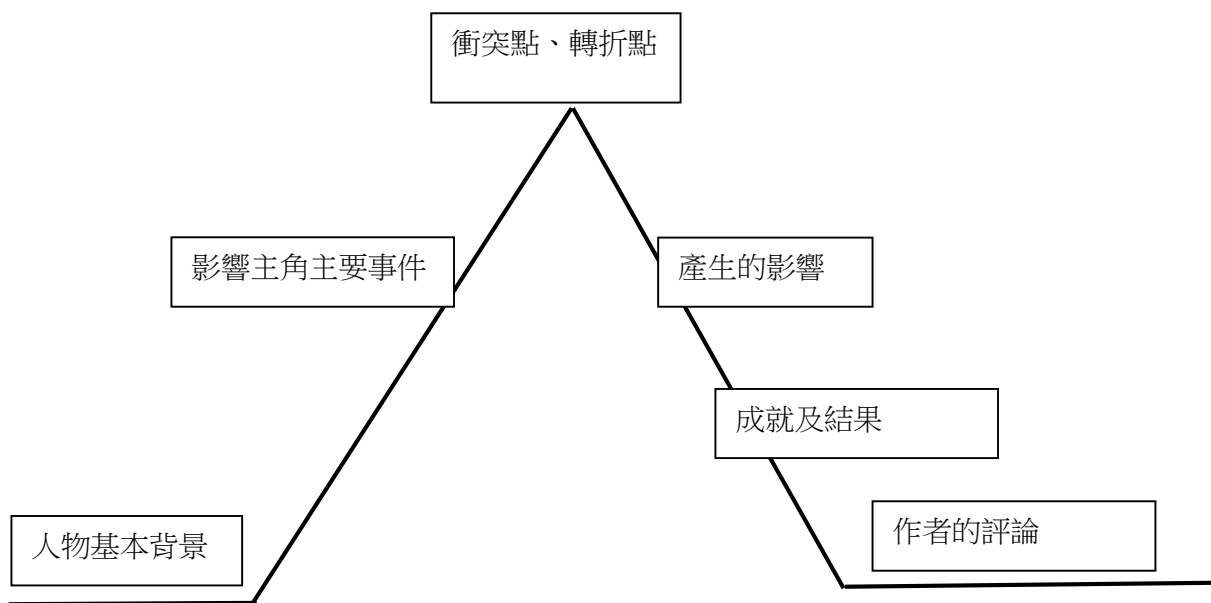 衝突點、轉折點
影響主角主要事件
產生的影響
成就及結果
人物基本背景
作者的評論